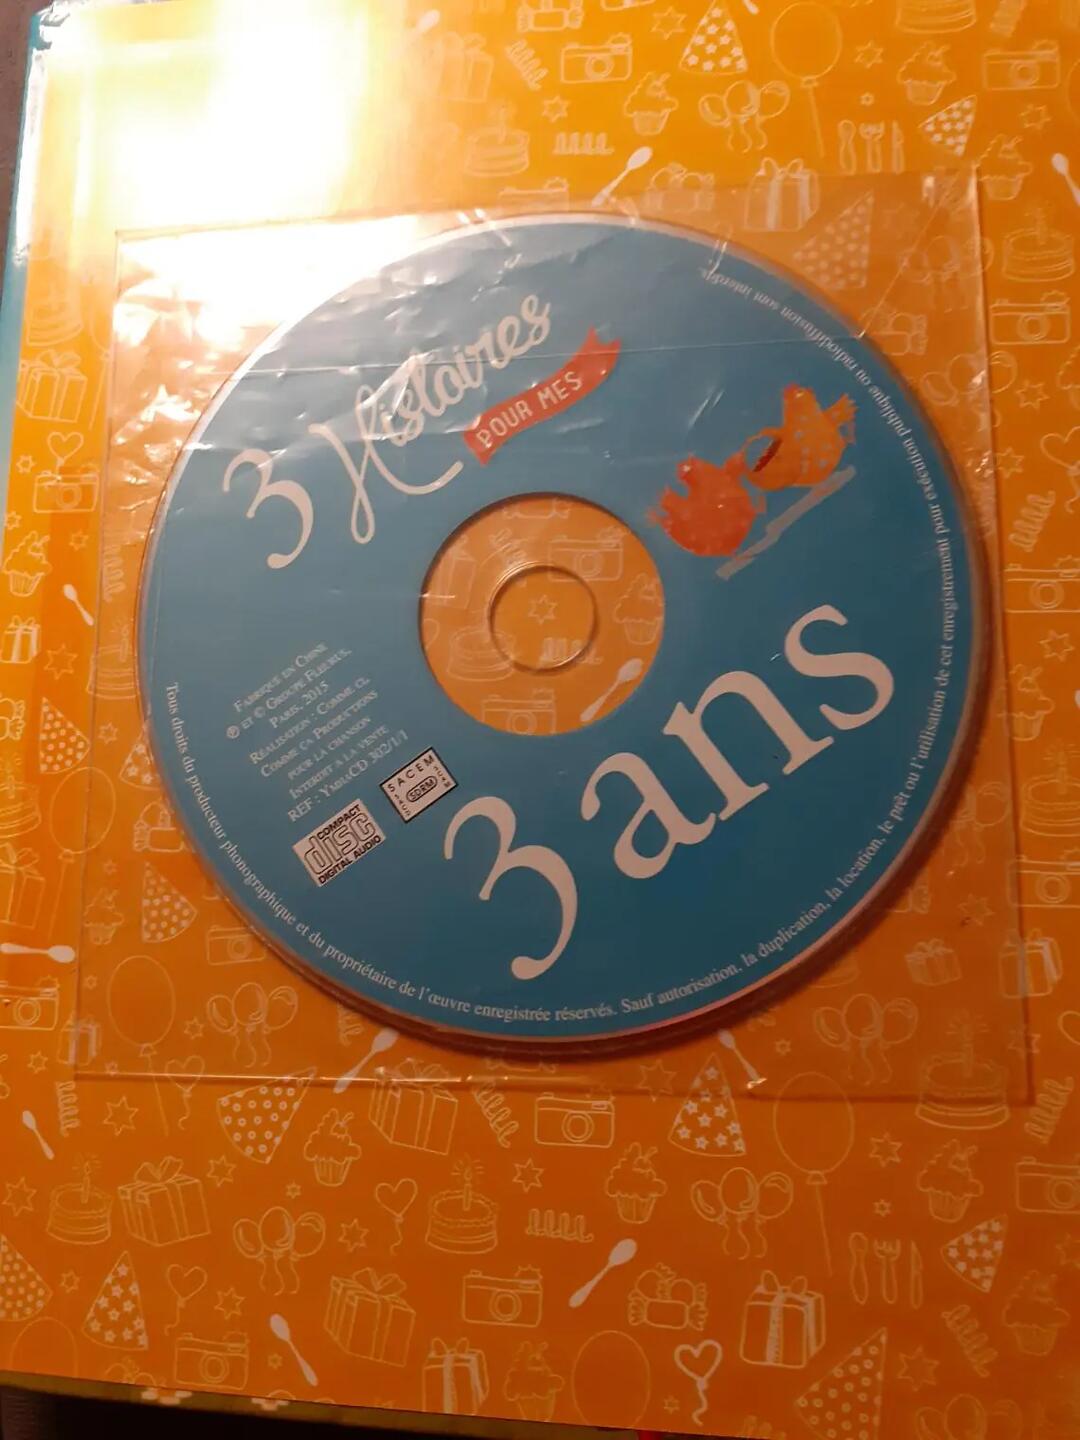 3 Histoires
POUR MES
3 ans
FABRIQUÉ EN CHINE
℗ ET © GROUPE FLEURUS,
PARIS, 2015
RÉALISATION : COMME CI,
COMME ÇA PRODUCTIONS
POUR LA CHANSON
INTERDIT À LA VENTE
SACEM
SDRM
COMPACT
disc
DIGITAL AUDIO
Tous droits du producteur phonographique et du propriétaire de l'œuvre enregistrée réservés. Sauf autorisation, la duplication, la location, le prêt ou l'utilisation de cet enregistrement pour exécution publique ou radiodiffusion sont interdits.